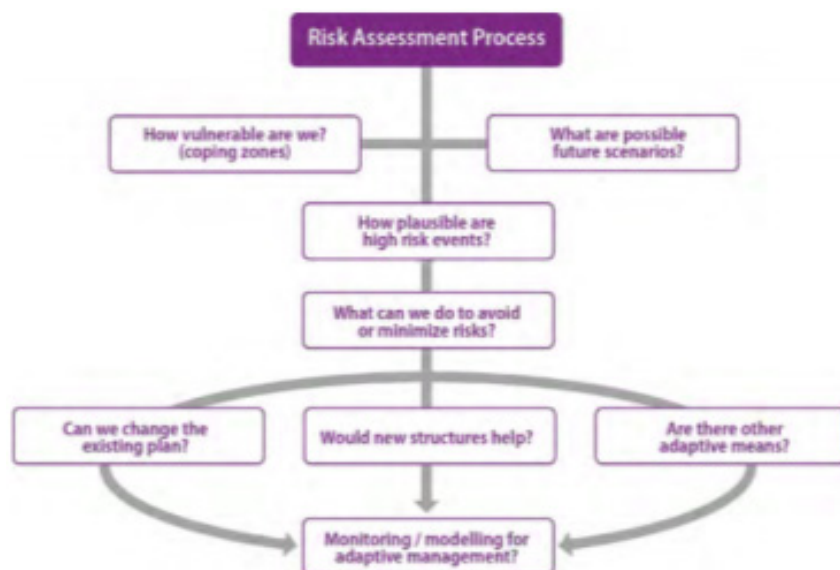 Risk Assessment Process
How vulnerable are we?
(coping zones)
What are possible
future scenarios?
How plausible are
high risk events?
What can we do to avoid
or minimize risks?
Can we change the
existing plan?
Would new structures help?
Are there other
adaptive means?
Monitoring / modelling for
adaptive management?